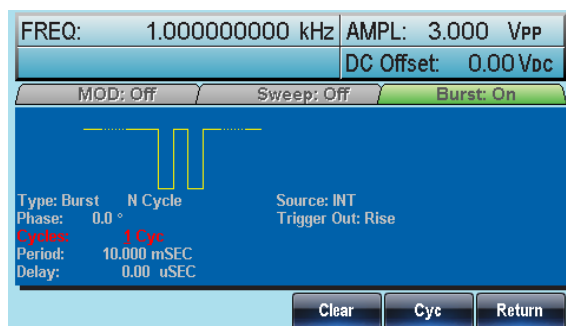 FREQ: 1.000000000 kHz AMPL: 3.000 VPP
DC Offset: 0.00 VDC
MOD: Off Sweep: Off Burst: On
Type: Burst N Cycle Source: INT
Phase: 0.0 ° Trigger Out: Rise
Cycles: 1 Cyc
Period: 10.000 mSEC
Delay: 0.00 uSEC
Clear Cyc Return